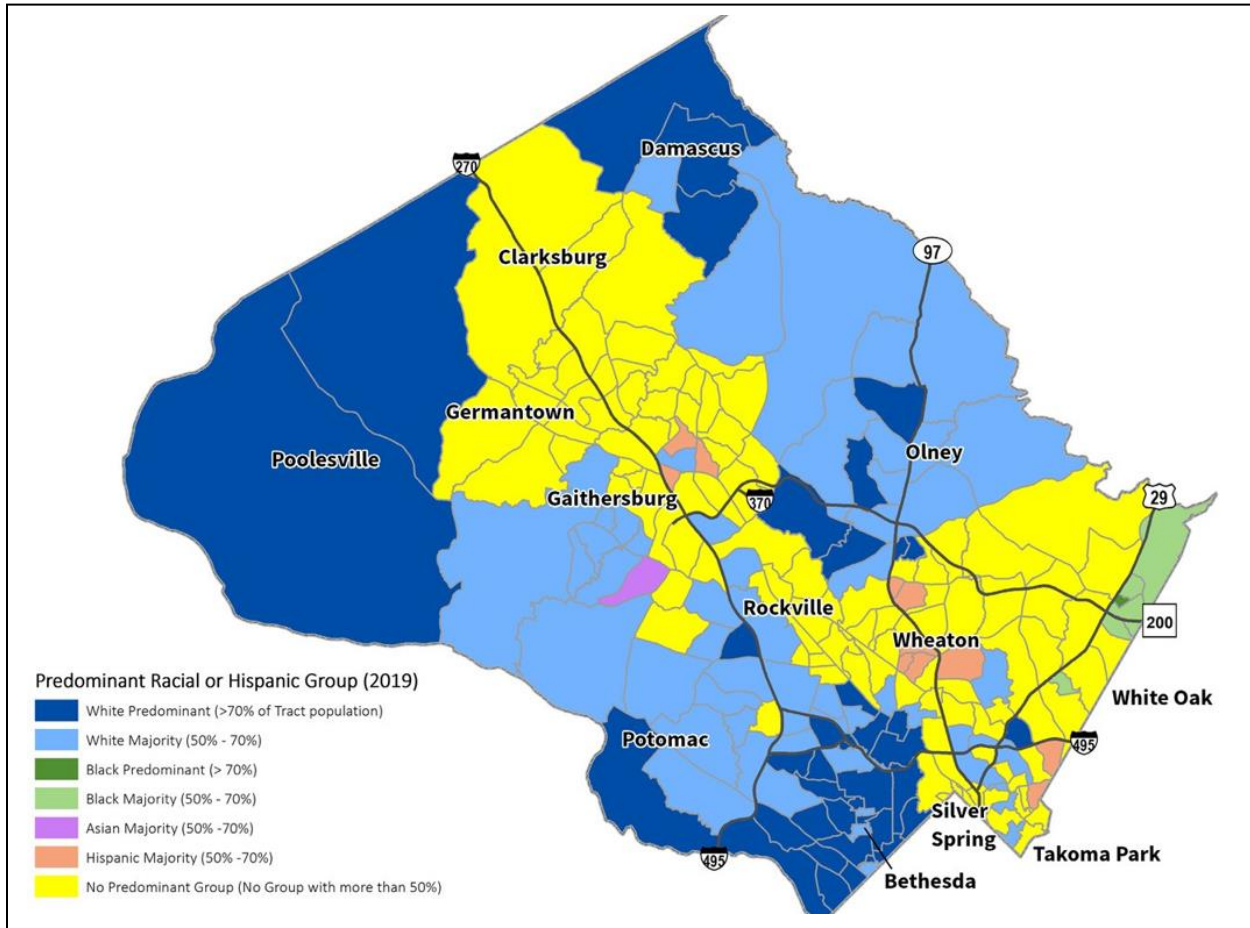 Damascus
270
Clarksburg
97
Germantown
Poolesville
Olney
29
Gaithersburg
370
Rockville
Wheaton
200
White Oak
Potomac
495
Silver
Spring
Takoma Park
495
Bethesda
Predominant Racial or Hispanic Group (2019)
White Predominant (>70% of Tract population)
White Majority (50% - 70%)
Black Predominant (> 70%)
Black Majority (50% - 70%)
Asian Majority (50% -70%)
Hispanic Majority (50% -70%)
No Predominant Group (No Group with more than 50%)